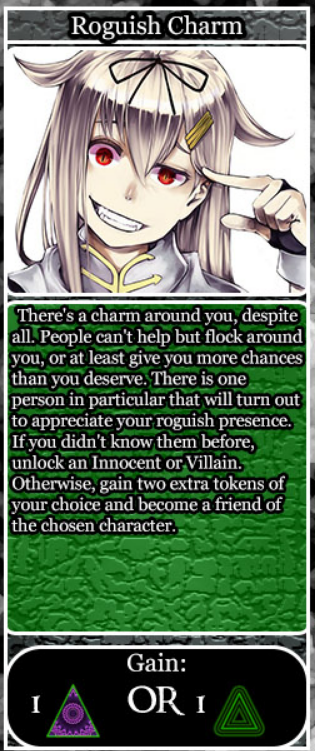 Roguish Charm
There's a charm around you, despite
all. People can't help but flock around
you, or at least give you more chances
than you deserve. There is one
person in particular that will turn out
to appreciate your roguish presence.
If you didn't know them before,
unlock an Innocent or Villain.
Otherwise, gain two extra tokens of
your choice and become a friend of
the chosen character.
Gain:
1 OR 1